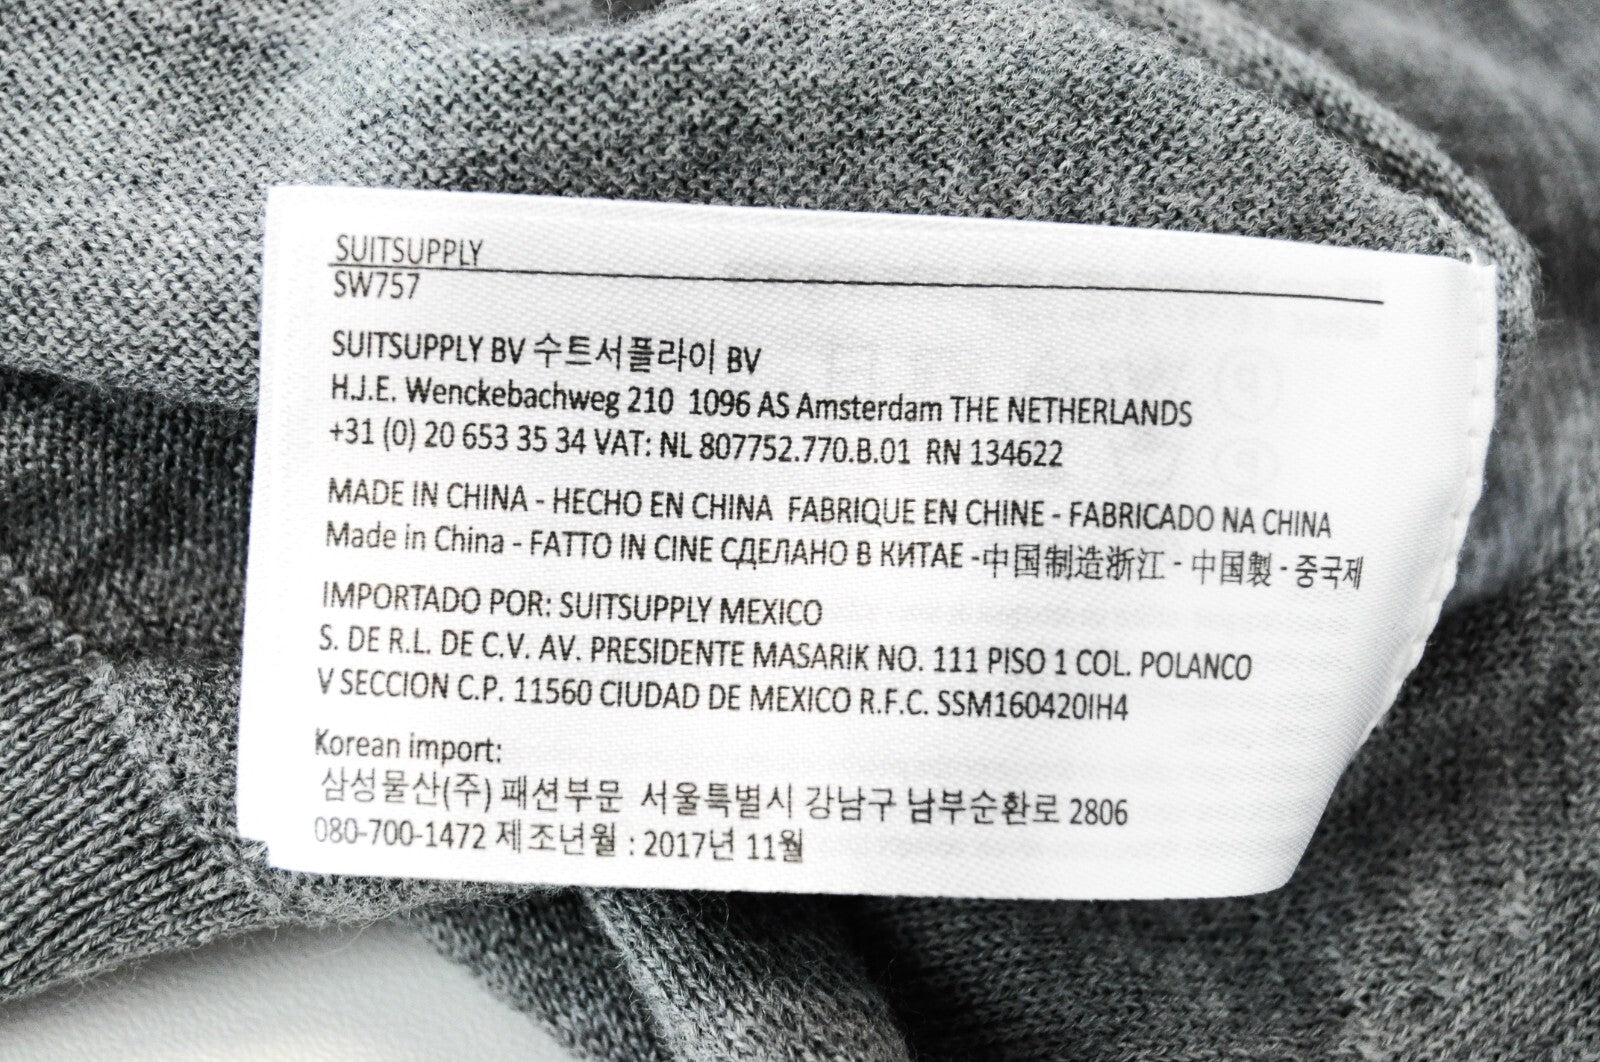 SUITSUPPLY
SW757
SUITSUPPLY BV 수트서플라이 BV
H.J.E. Wenckebachweg 210 1096 AS Amsterdam THE NETHERLANDS
+31 (0) 20 653 35 34 VAT: NL 807752.770.B.01 RN 134622
MADE IN CHINA - HECHO EN CHINA FABRIQUE EN CHINE - FABRICADO NA CHINA
Made in China - FATTO IN CINE СДЕЛАНО В КИТАЕ -中国制造浙江 - 中国製 - 중국제
IMPORTADO POR: SUITSUPPLY MEXICO
S. DE R.L. DE C.V. AV. PRESIDENTE MASARIK NO. 111 PISO 1 COL. POLANCO
V SECCION C.P. 11560 CIUDAD DE MEXICO R.F.C. SSM160420IH4
Korean import:
삼성물산(주) 패션부문 서울특별시 강남구 남부순환로 2806
080-700-1472 제조년월 : 2017년 11월